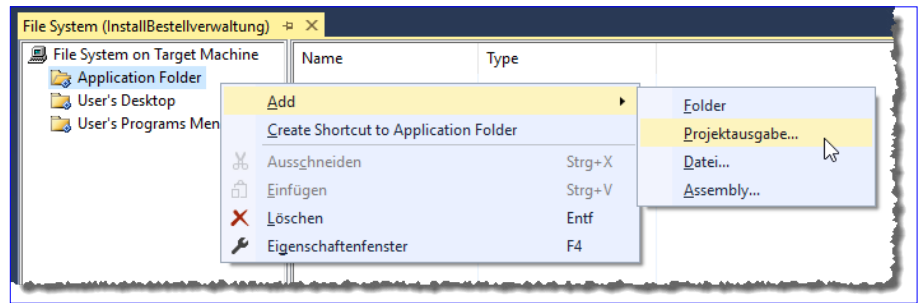 File System (InstallBestellverwaltung)
File System on Target Machine
Application Folder
User's Desktop
User's Programs Men
Name Type
Add
Create Shortcut to Application Folder
Ausschneiden Strg+X
Einfügen Strg+V
Löschen Entf
Eigenschaftenfenster F4
Folder
Projektausgabe...
Datei...
Assembly...